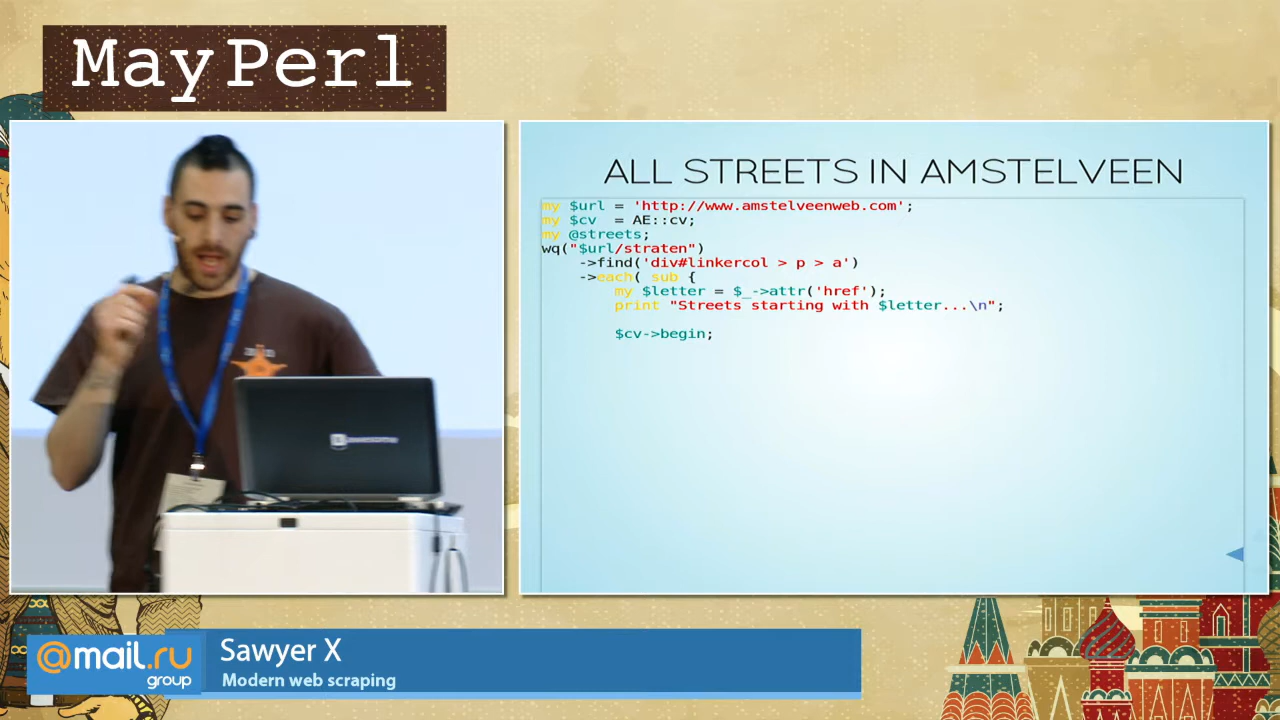 May Perl
ALL STREETS IN AMSTELVEEN
my $url = 'http://www.amstelveenweb.com';
my $cv  = AE::cv;
my @streets;
wq("$url/straten")
    ->find('div#linkercol > p > a')
    ->each( sub {
        my $letter = $_->attr('href');
        print "Streets starting with $letter...\n";
        $cv->begin;
@mail.ru
group
Sawyer X
Modern web scraping